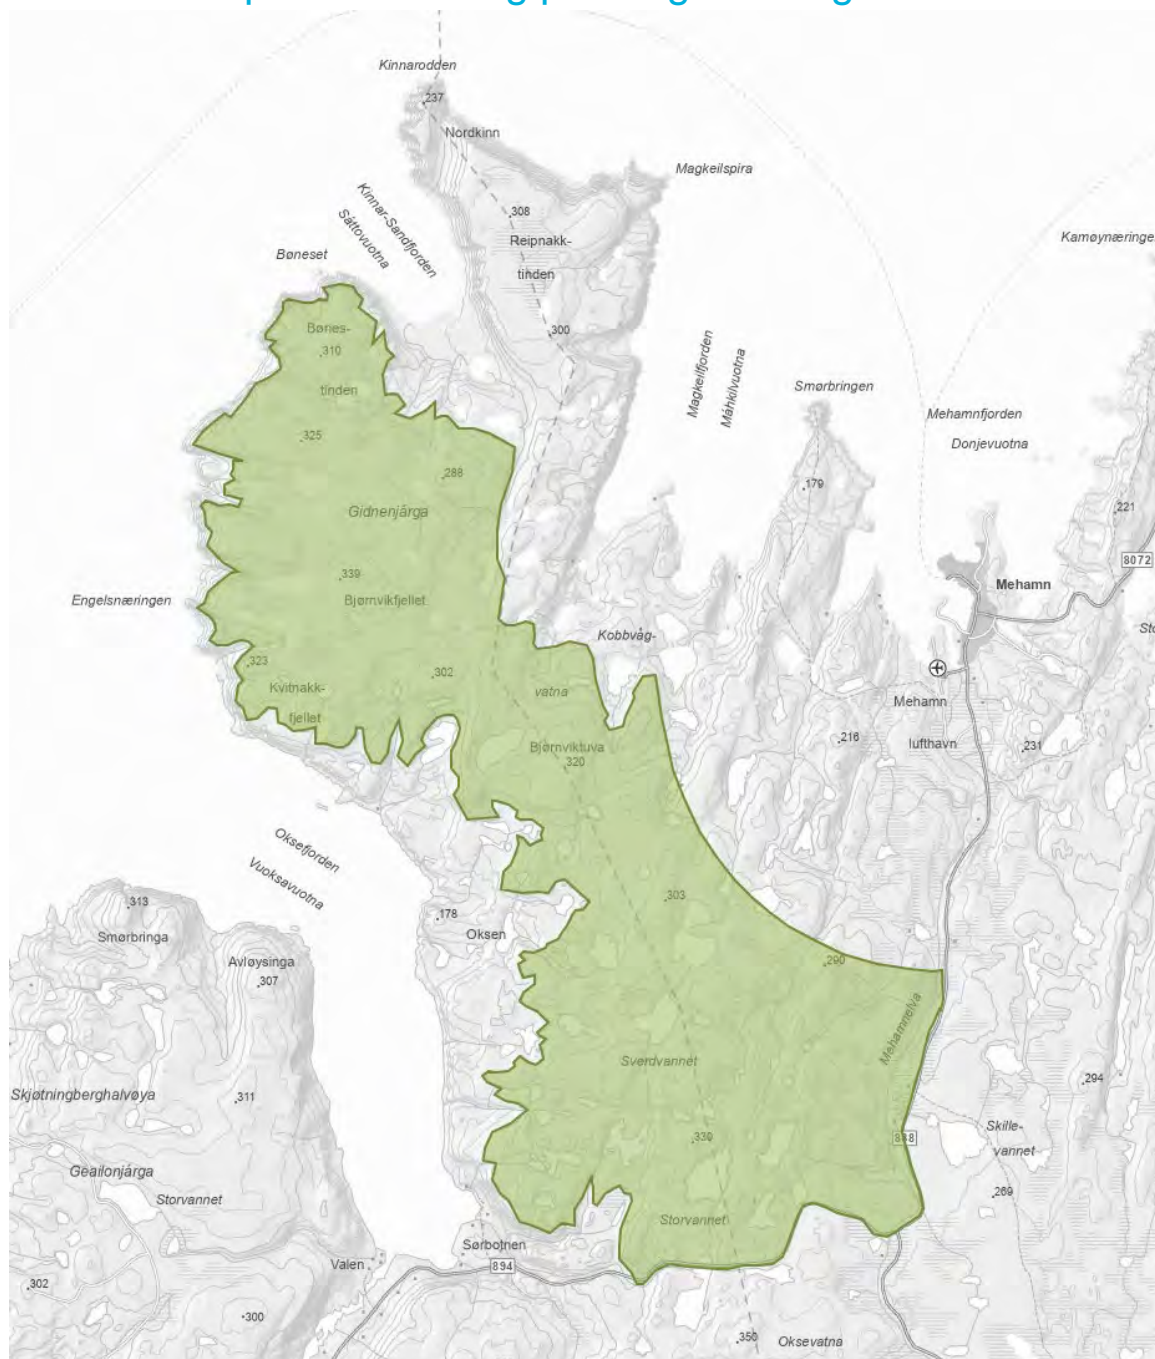 Kinnarodden
237
Nordkinn
Magkeilspira
Kinnar-Sandfjorden
Såttovuotna
308
Reipnakk-
tinden
Kamøynæringe
Bøneset
Bønes-
310
tinden
300
Magkeilfjorden
Máhkilvuotna
Smørbringen
Mehamnfjorden
Donjevuotna
325
288
179
221
Gidnenjárga
8072
339
Bjørnvikfjellet
Engelsnæringen
Mehamn
Kobbvåg-
vatna
323
302
Kvitnakk-
fjellet
Mehamn
lufthavn
216
231
Bjørnviktuva
320
Oksefjorden
Vuoksavuotna
303
313
Smørbringa
178
Oksen
Avløysinga
307
290
Mehamnelva
Sverdvannet
294
Skjøtningberghalvøya
311
Skille-
vannet
330
888
269
Geailonjárga
Storvannet
Storvannet
Sørbotnen
Valen
894
302
300
350
Oksevatna